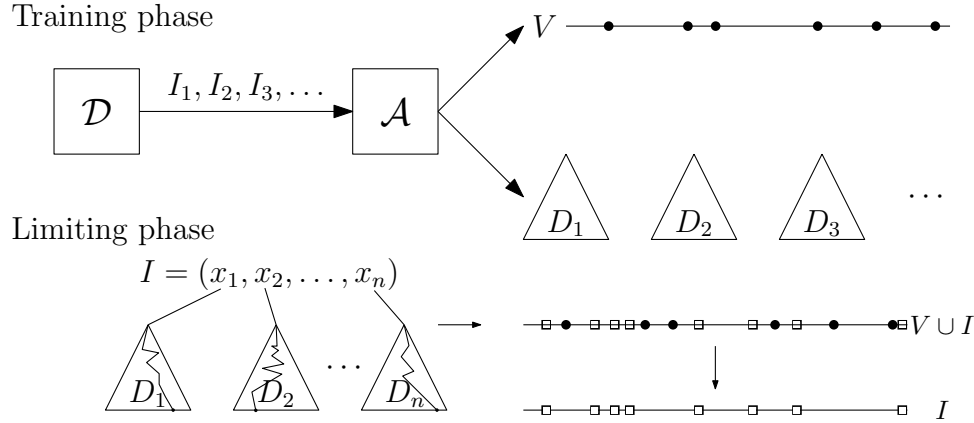 Training phase
V
𝒟 I₁, I₂, I₃, … 𝒜
D₁ D₂ D₃ …
Limiting phase
I = (x₁, x₂, …, xₙ)
V ∪ I
D₁ D₂ … Dₙ
I